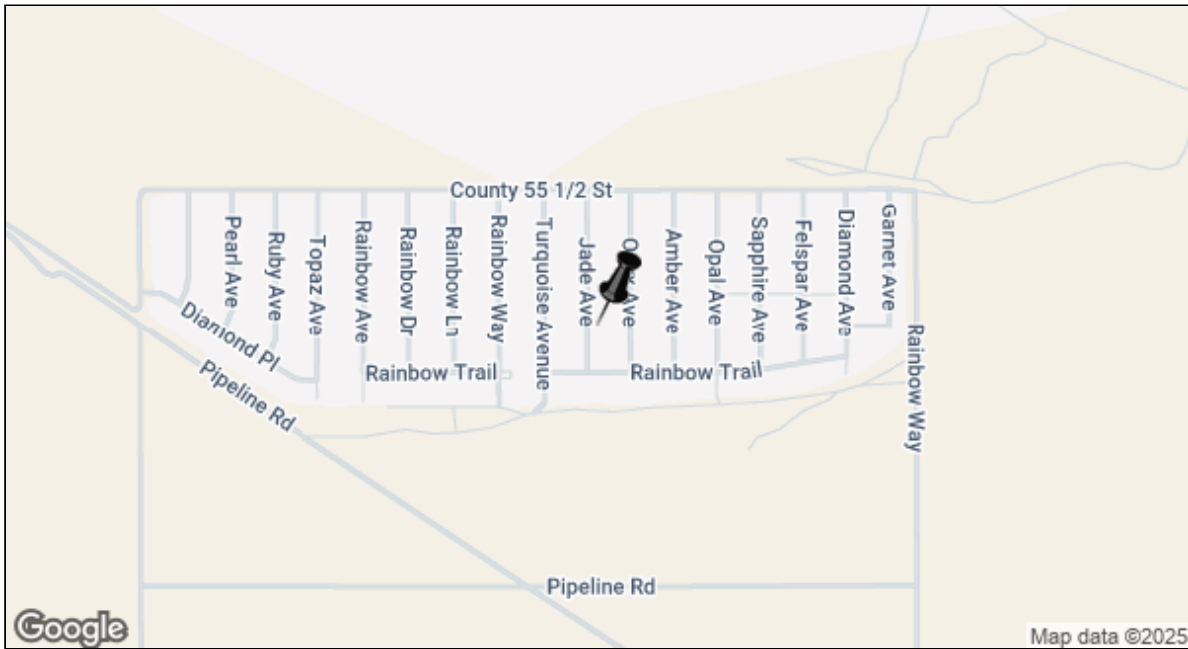 County 55 1/2 St
Pearl Ave
Ruby Ave
Topaz Ave
Rainbow Ave
Rainbow Dr
Rainbow Ln
Rainbow Way
Turquoise Avenue
Jade Ave
Ave
Amber Ave
Opal Ave
Sapphire Ave
Felspar Ave
Diamond Ave
Garnet Ave
Diamond Pl
Rainbow Trail
Rainbow Trail
Rainbow Way
Pipeline Rd
Pipeline Rd
Google
Map data ©2025